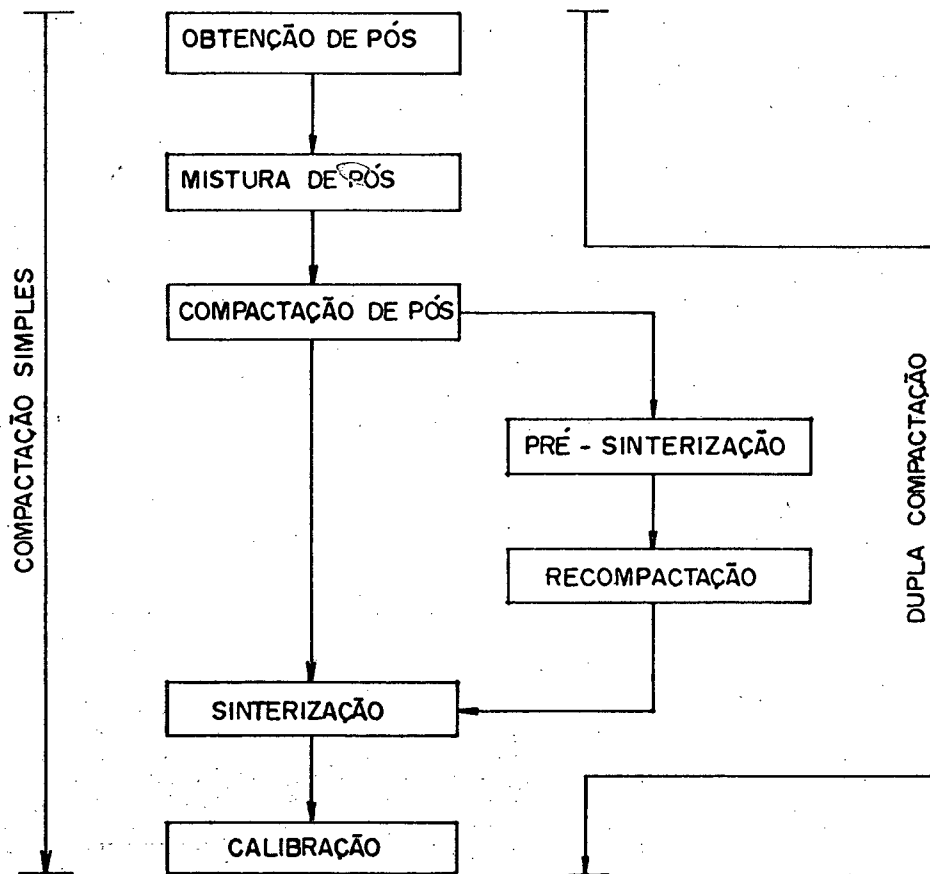 OBTENÇÃO DE PÓS
MISTURA DE PÓS
COMPACTAÇÃO DE PÓS
PRÉ - SINTERIZAÇÃO
RECOMPACTAÇÃO
SINTERIZAÇÃO
CALIBRAÇÃO
COMPACTAÇÃO SIMPLES
DUPLA COMPACTAÇÃO